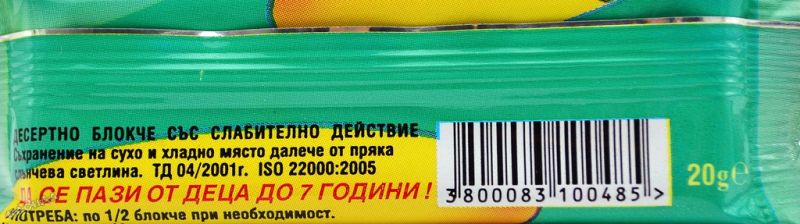 ДЕСЕРТНО БЛОКЧЕ СЪС СЛАБИТЕЛНО ДЕЙСТВИЕ
Съхранение на сухо и хладно място далече от пряка
слънчева светлина. ТД 04/2001г. ISO 22000:2005
ДА СЕ ПАЗИ ОТ ДЕЦА ДО 7 ГОДИНИ!
УПОТРЕБА: по 1/2 блокче при необходимост.
3 800083 100485 >
20g e